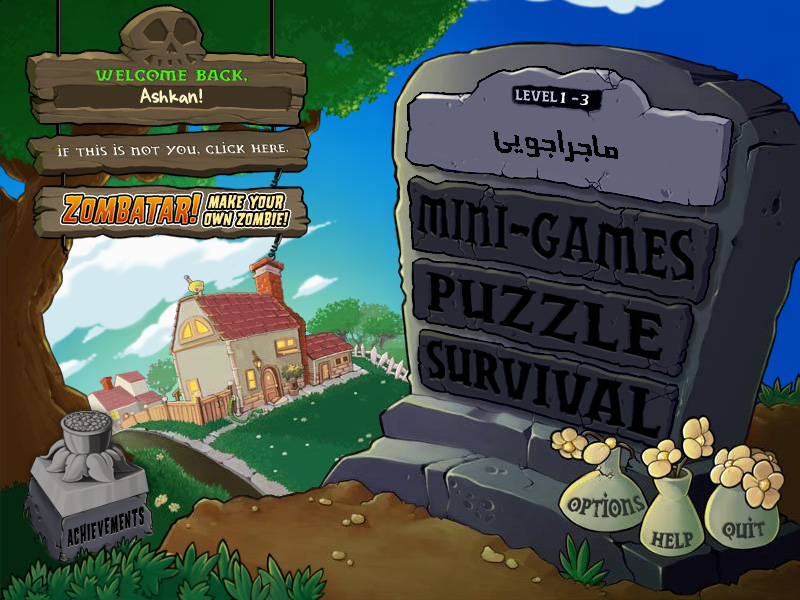 WELCOME BACK,
Ashkan!
IF THIS IS NOT YOU, CLICK HERE.
ZOMBATAR! MAKE YOUR
OWN ZOMBIE!
LEVEL 1 - 3
ماجراجویی
MINI-GAMES
PUZZLE
SURVIVAL
ACHIEVEMENTS
OPTIONS
HELP
QUIT